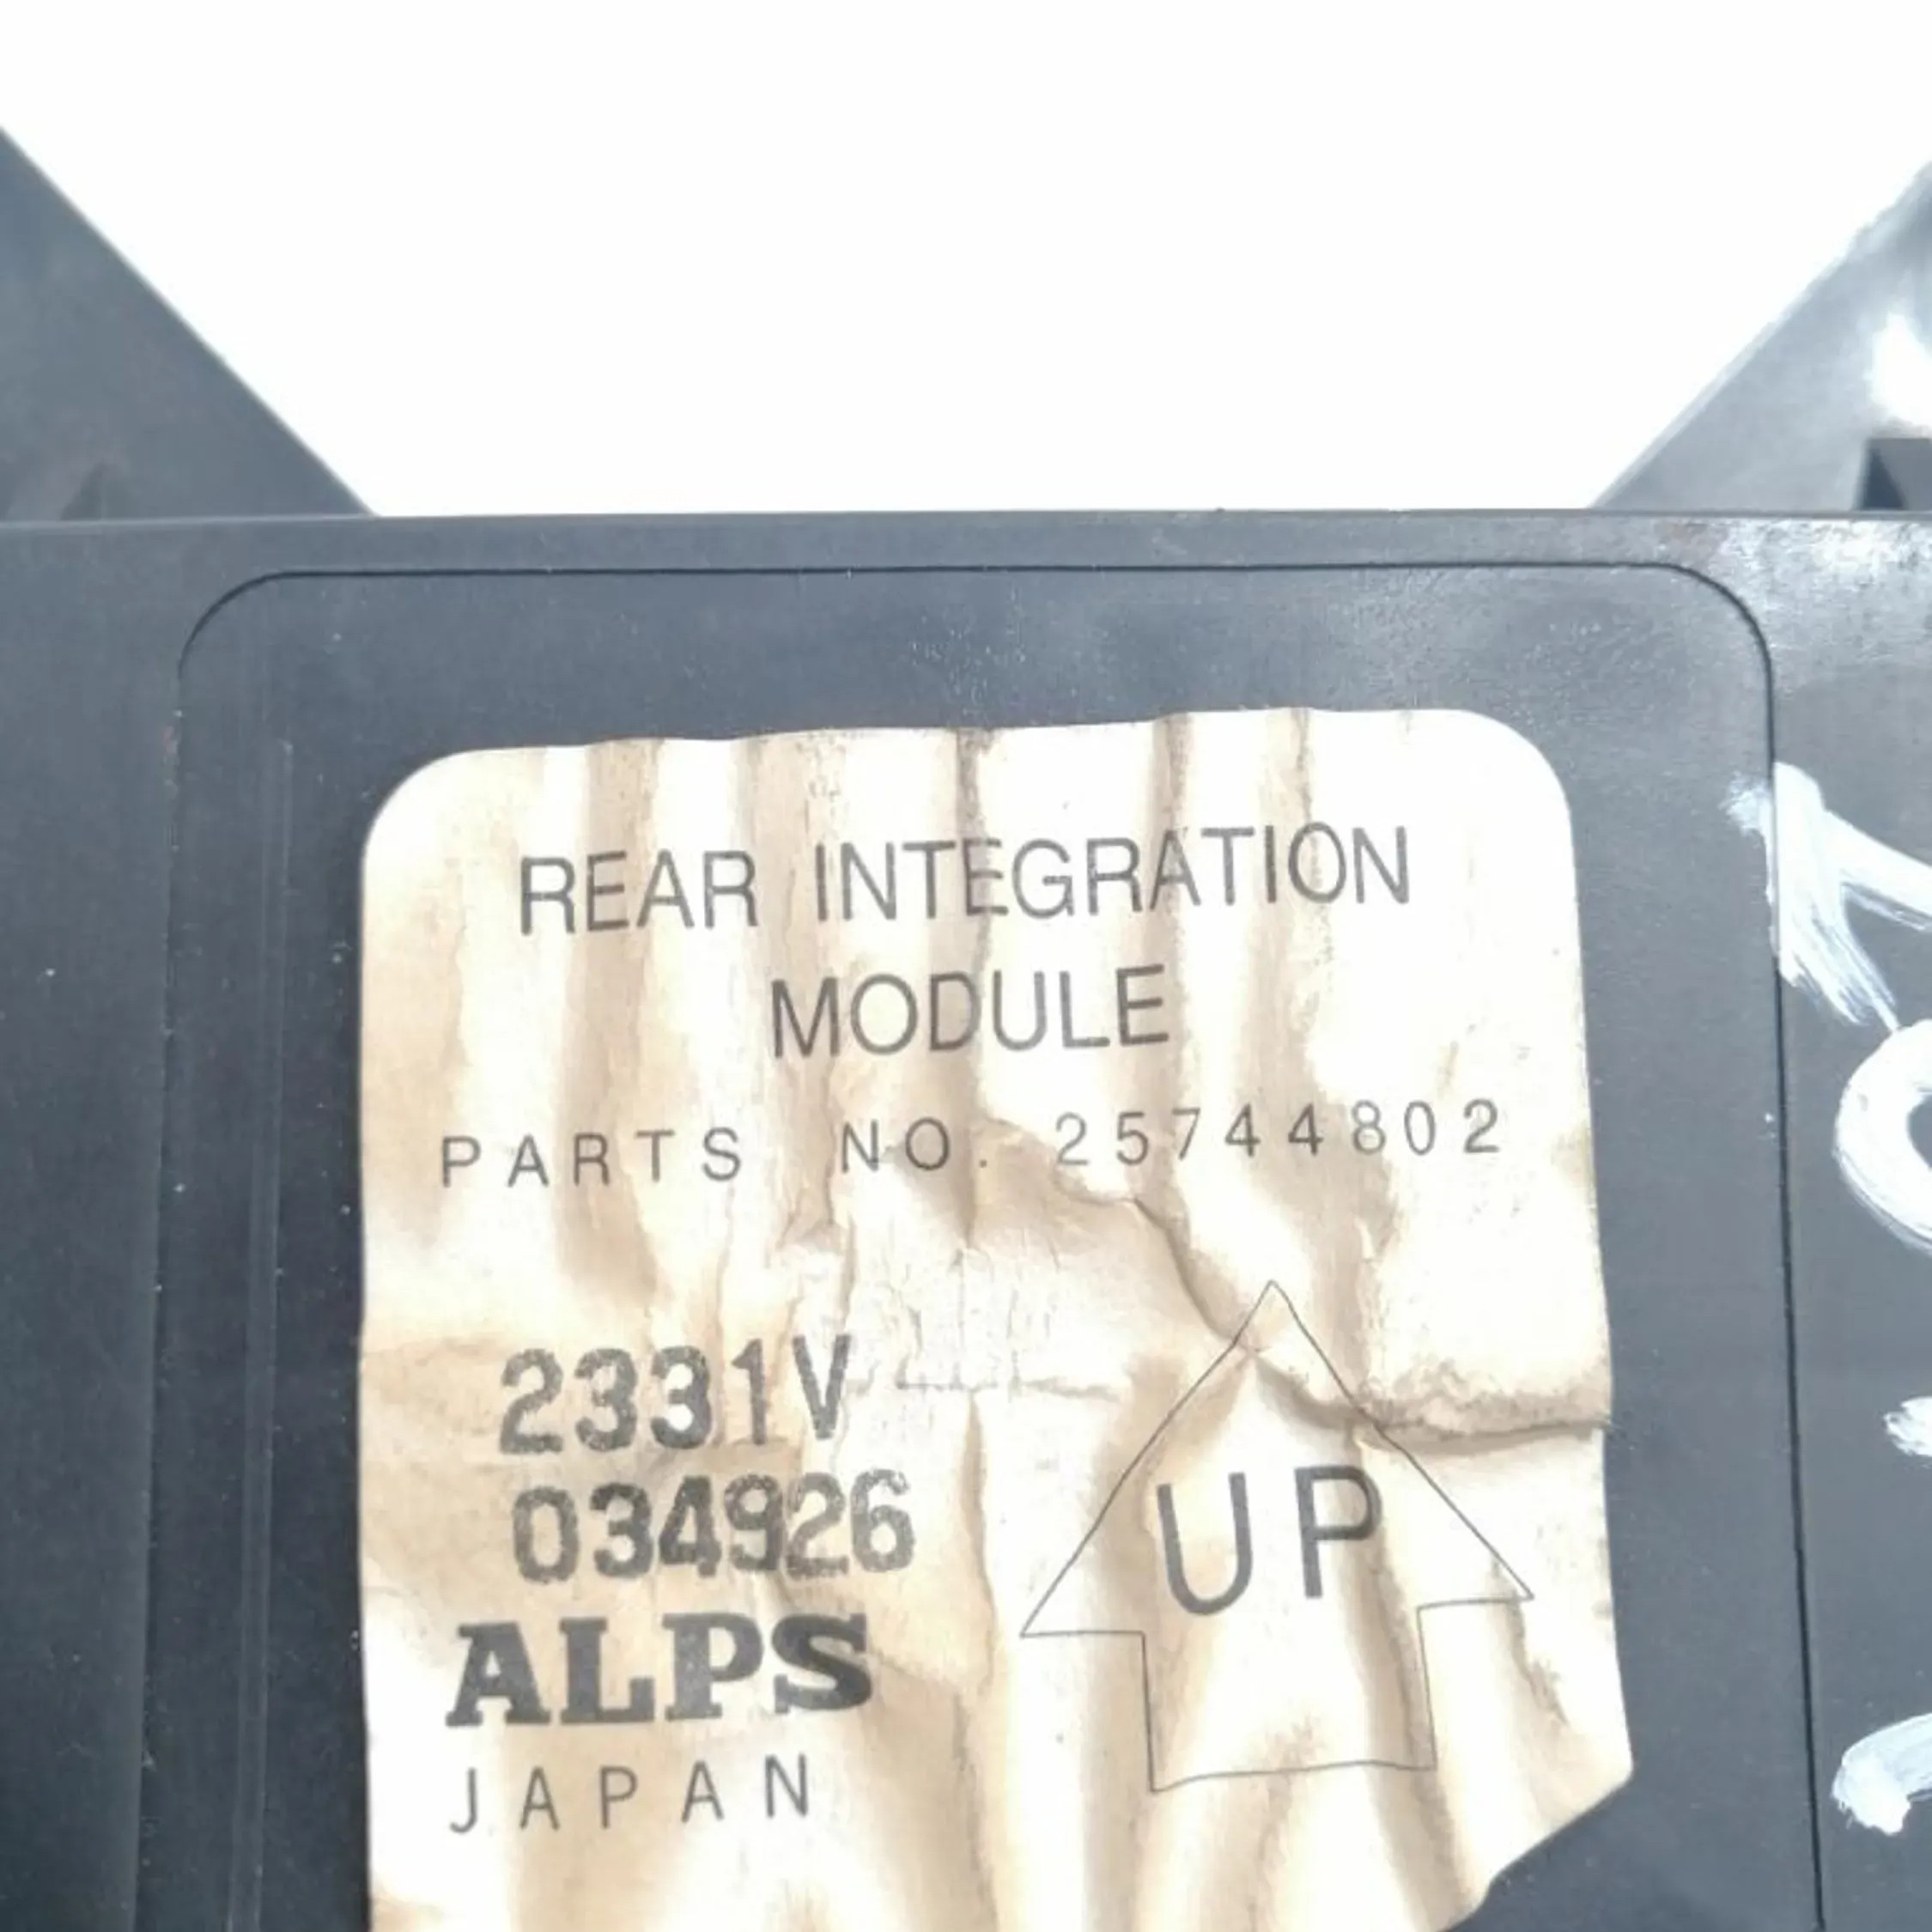 REAR INTEGRATION
MODULE
PARTS NO. 25744802
2331V
034926
UP
ALPS
JAPAN